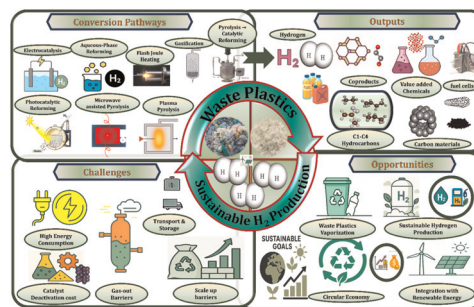 Conversion Pathways
Electrocatalysis
Aqueous-Phase Reforming
Flash Joule Heating
Gasification
Pyrolysis → Catalytic Reforming
H2
Photocatalytic Reforming
Microwave assisted Pyrolysis
Plasma Pyrolysis
Outputs
Hydrogen
H2
H
H
Coproducts
Value added Chemicals
fuel cells
C1-C4 Hydrocarbons
Carbon materials
Waste Plastics
Sustainable H2 Production
H
H
H
H
Challenges
High Energy Consumption
Transport & Storage
Catalyst Deactivation cost
Gas-out Barriers
Scale up barriers
Opportunities
Waste Plastics Vaporization
H2
Sustainable Hydrogen Production
SUSTAINABLE GOALS
Circular Economy
Integration with Renewable Energy